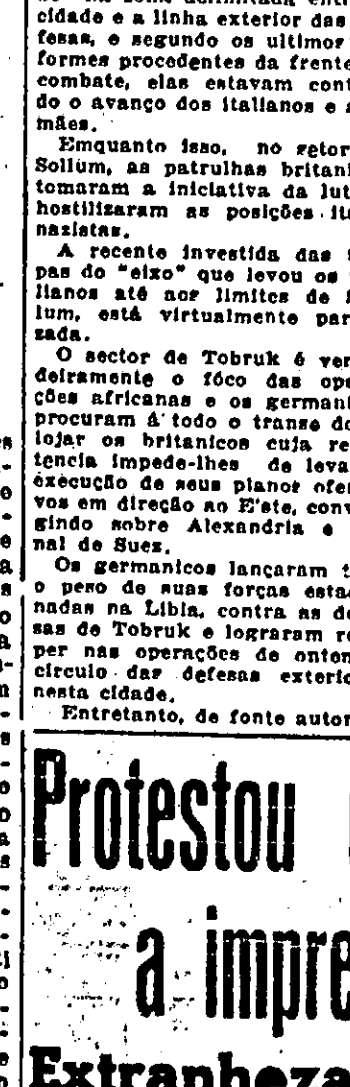 cidade e a linha exterior das
fesas, e segundo os ultimos
formes procedentes da frente
combate, elas estavam cont
do o avanço dos italianos e a
mães.
Emquanto isso, no setor
Sollum, as patrulhas britani
tomaram a iniciativa da lut
hostilisaram as posições ita
nazistas.
A recente investida das
pas do "eixo" que levou os
lianos até aos limites de
lum, está virtualmente par
zada.
O sector de Tobruk é ver
deiramente o fóco das ope
ções africanas e os germani
procuram á todo o transe de
lojar os britanicos cuja re
tencia impede-lhes de leva
execução de seus planos ofer
vos em direção ao E'ste, conv
gindo sobre Alexandria e
nal de Suez.
Os germanicos lançaram t
o peso de suas forças esta
nadas na Libia, contra as de
sas de Tobruk e lograram ro
per nas operações de onten
circulo das defesas exterio
nesta cidade.
Entretanto, de fonte autor
Protestou
a impre
Extranheza